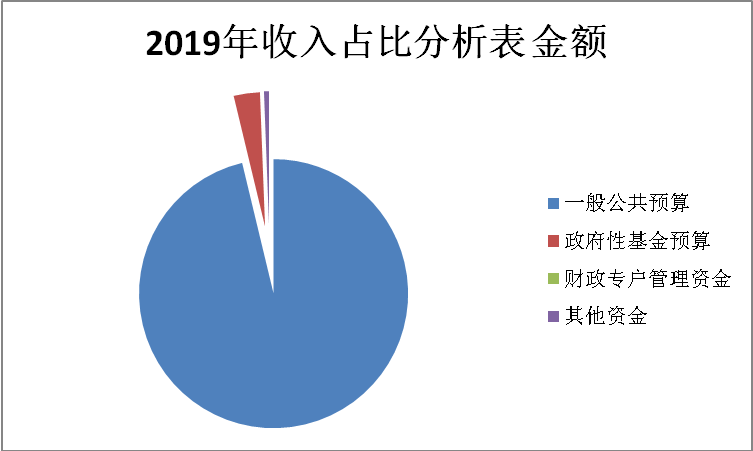 2019年收入占比分析表 金额
一般公共预算
政府性基金预算
财政专户管理资金
其他资金